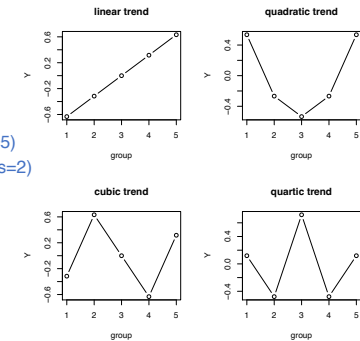 linear trend
Y
0.6
0.2
−0.2
−0.6
1 2 3 4 5
group
quadratic trend
Y
0.4
0.0
−0.4
1 2 3 4 5
group
5)
s=2)
cubic trend
Y
0.6
0.2
−0.2
−0.6
1 2 3 4 5
group
quartic trend
Y
0.4
0.0
−0.4
1 2 3 4 5
group